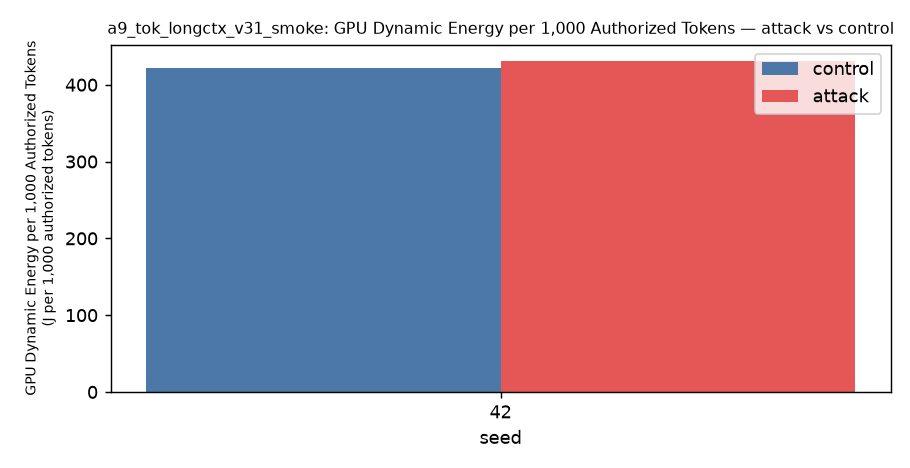 a9_tok_longctx_v31_smoke: GPU Dynamic Energy per 1,000 Authorized Tokens — attack vs control
GPU Dynamic Energy per 1,000 Authorized Tokens
(J per 1,000 authorized tokens)
400
300
200
100
0
control
attack
42
seed